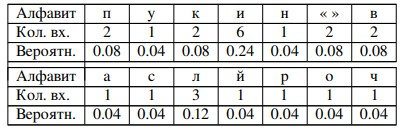 Алфавит п у к и н « » в
Кол. вх. 2 1 2 6 1 2 2
Вероятн. 0.08 0.04 0.08 0.24 0.04 0.08 0.08
Алфавит а с л й р о ч
Кол. вх. 1 1 3 1 1 1 1
Вероятн. 0.04 0.04 0.12 0.04 0.04 0.04 0.04